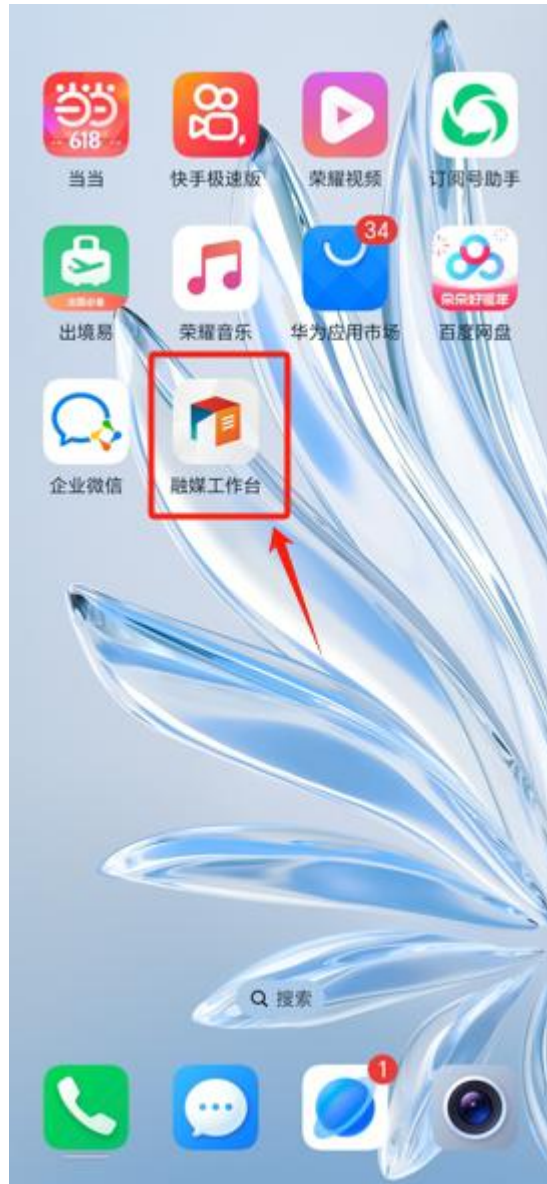 当当
618
当当
快手极速版
荣耀视频
订阅号助手
34
出境易
荣耀音乐
华为应用市场
百度网盘
企业微信
融媒工作台
搜索
1